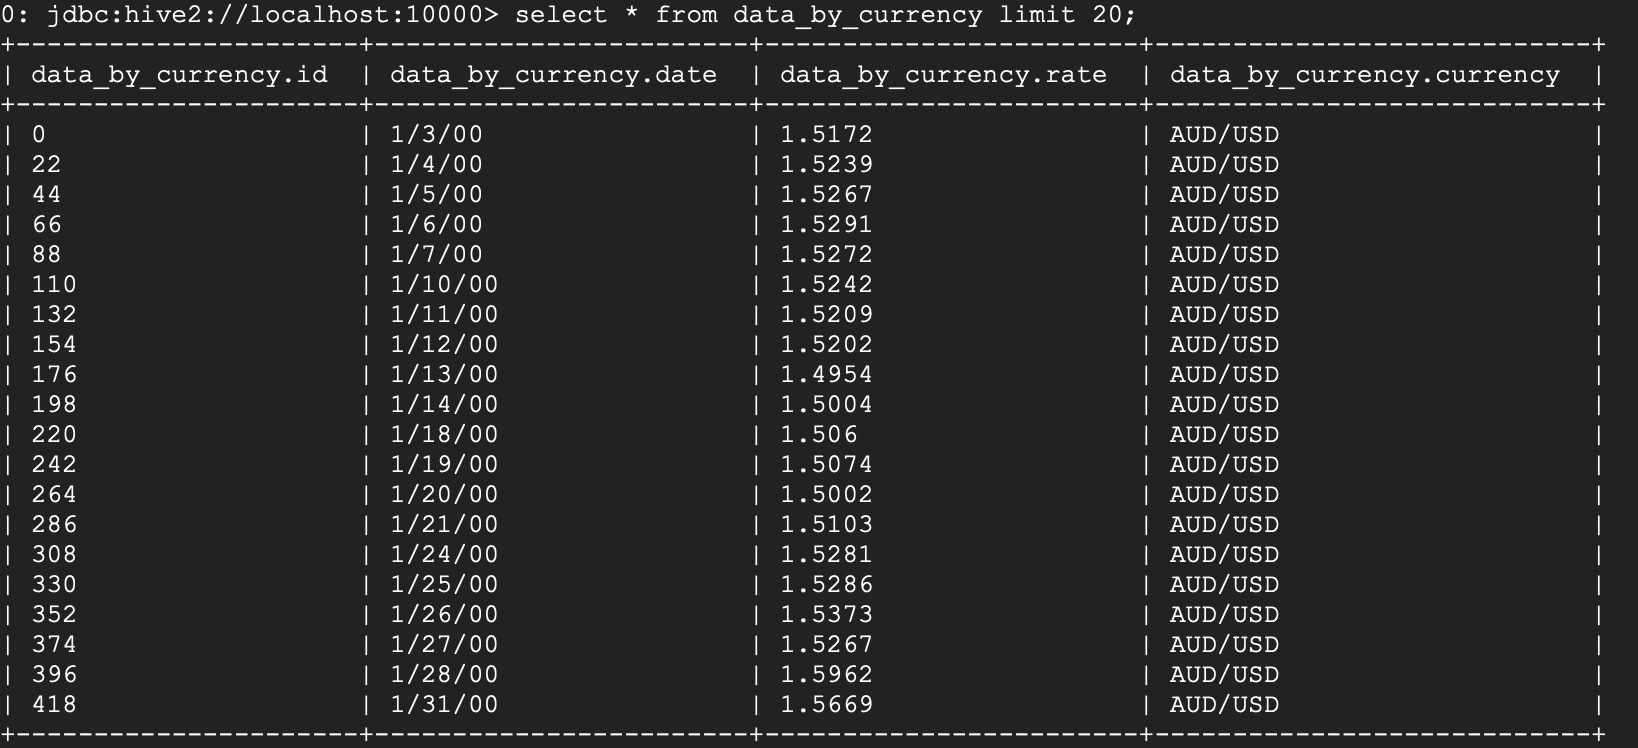 0: jdbc:hive2://localhost:10000> select * from data_by_currency limit 20;
+----------------------+-------------------------+-------------------------+----------------------------+
| data_by_currency.id  | data_by_currency.date   | data_by_currency.rate   | data_by_currency.currency  |
+----------------------+-------------------------+-------------------------+----------------------------+
| 0                    | 1/3/00                  | 1.5172                  | AUD/USD                    |
| 22                   | 1/4/00                  | 1.5239                  | AUD/USD                    |
| 44                   | 1/5/00                  | 1.5267                  | AUD/USD                    |
| 66                   | 1/6/00                  | 1.5291                  | AUD/USD                    |
| 88                   | 1/7/00                  | 1.5272                  | AUD/USD                    |
| 110                  | 1/10/00                 | 1.5242                  | AUD/USD                    |
| 132                  | 1/11/00                 | 1.5209                  | AUD/USD                    |
| 154                  | 1/12/00                 | 1.5202                  | AUD/USD                    |
| 176                  | 1/13/00                 | 1.4954                  | AUD/USD                    |
| 198                  | 1/14/00                 | 1.5004                  | AUD/USD                    |
| 220                  | 1/18/00                 | 1.506                   | AUD/USD                    |
| 242                  | 1/19/00                 | 1.5074                  | AUD/USD                    |
| 264                  | 1/20/00                 | 1.5002                  | AUD/USD                    |
| 286                  | 1/21/00                 | 1.5103                  | AUD/USD                    |
| 308                  | 1/24/00                 | 1.5281                  | AUD/USD                    |
| 330                  | 1/25/00                 | 1.5286                  | AUD/USD                    |
| 352                  | 1/26/00                 | 1.5373                  | AUD/USD                    |
| 374                  | 1/27/00                 | 1.5267                  | AUD/USD                    |
| 396                  | 1/28/00                 | 1.5962                  | AUD/USD                    |
| 418                  | 1/31/00                 | 1.5669                  | AUD/USD                    |
+----------------------+-------------------------+-------------------------+----------------------------+